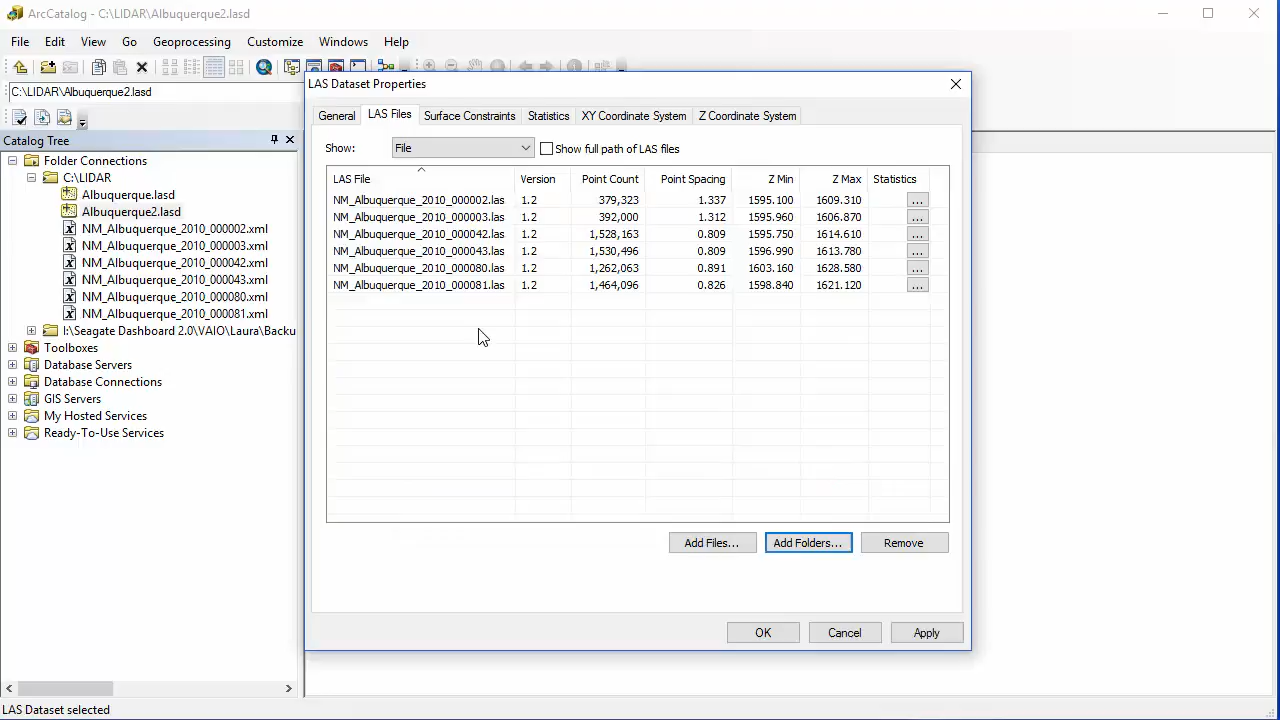 ArcCatalog - C:\LIDAR\Albuquerque2.lasd
File Edit View Go Geoprocessing Customize Windows Help
C:\LIDAR\Albuquerque2.lasd
Catalog Tree
Folder Connections
C:\LIDAR
Albuquerque.lasd
Albuquerque2.lasd
NM_Albuquerque_2010_000002.xml
NM_Albuquerque_2010_000003.xml
NM_Albuquerque_2010_000042.xml
NM_Albuquerque_2010_000043.xml
NM_Albuquerque_2010_000080.xml
NM_Albuquerque_2010_000081.xml
I:\Seagate Dashboard 2.0\VAIO\Laura\Backu
Toolboxes
Database Servers
Database Connections
GIS Servers
My Hosted Services
Ready-To-Use Services
LAS Dataset selected
LAS Dataset Properties
General LAS Files Surface Constraints Statistics XY Coordinate System Z Coordinate System
Show: File Show full path of LAS files
LAS File Version Point Count Point Spacing Z Min Z Max Statistics
NM_Albuquerque_2010_000002.las 1.2 379,323 1.337 1595.100 1609.310 ...
NM_Albuquerque_2010_000003.las 1.2 392,000 1.312 1595.960 1606.870 ...
NM_Albuquerque_2010_000042.las 1.2 1,528,163 0.809 1595.750 1614.610 ...
NM_Albuquerque_2010_000043.las 1.2 1,530,496 0.809 1596.990 1613.780 ...
NM_Albuquerque_2010_000080.las 1.2 1,262,063 0.891 1603.160 1628.580 ...
NM_Albuquerque_2010_000081.las 1.2 1,464,096 0.826 1598.840 1621.120 ...
Add Files... Add Folders... Remove
OK Cancel Apply